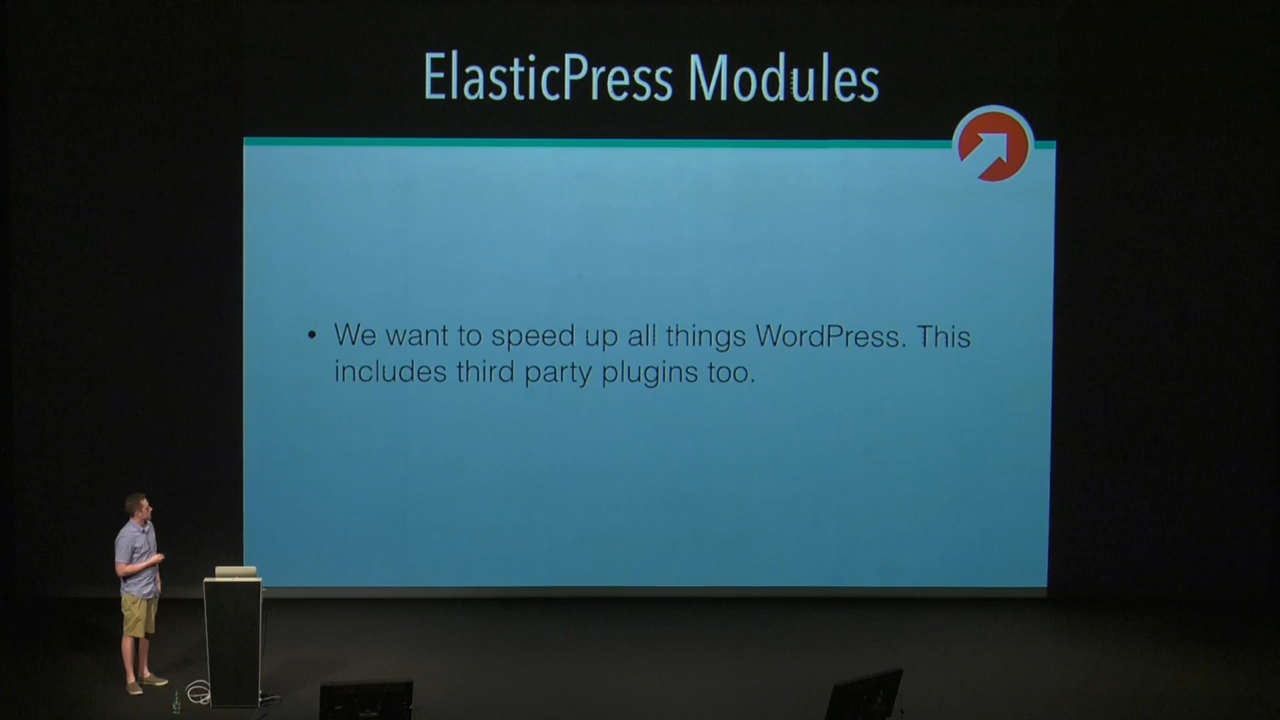 ElasticPress Modules
• We want to speed up all things WordPress. This
includes third party plugins too.